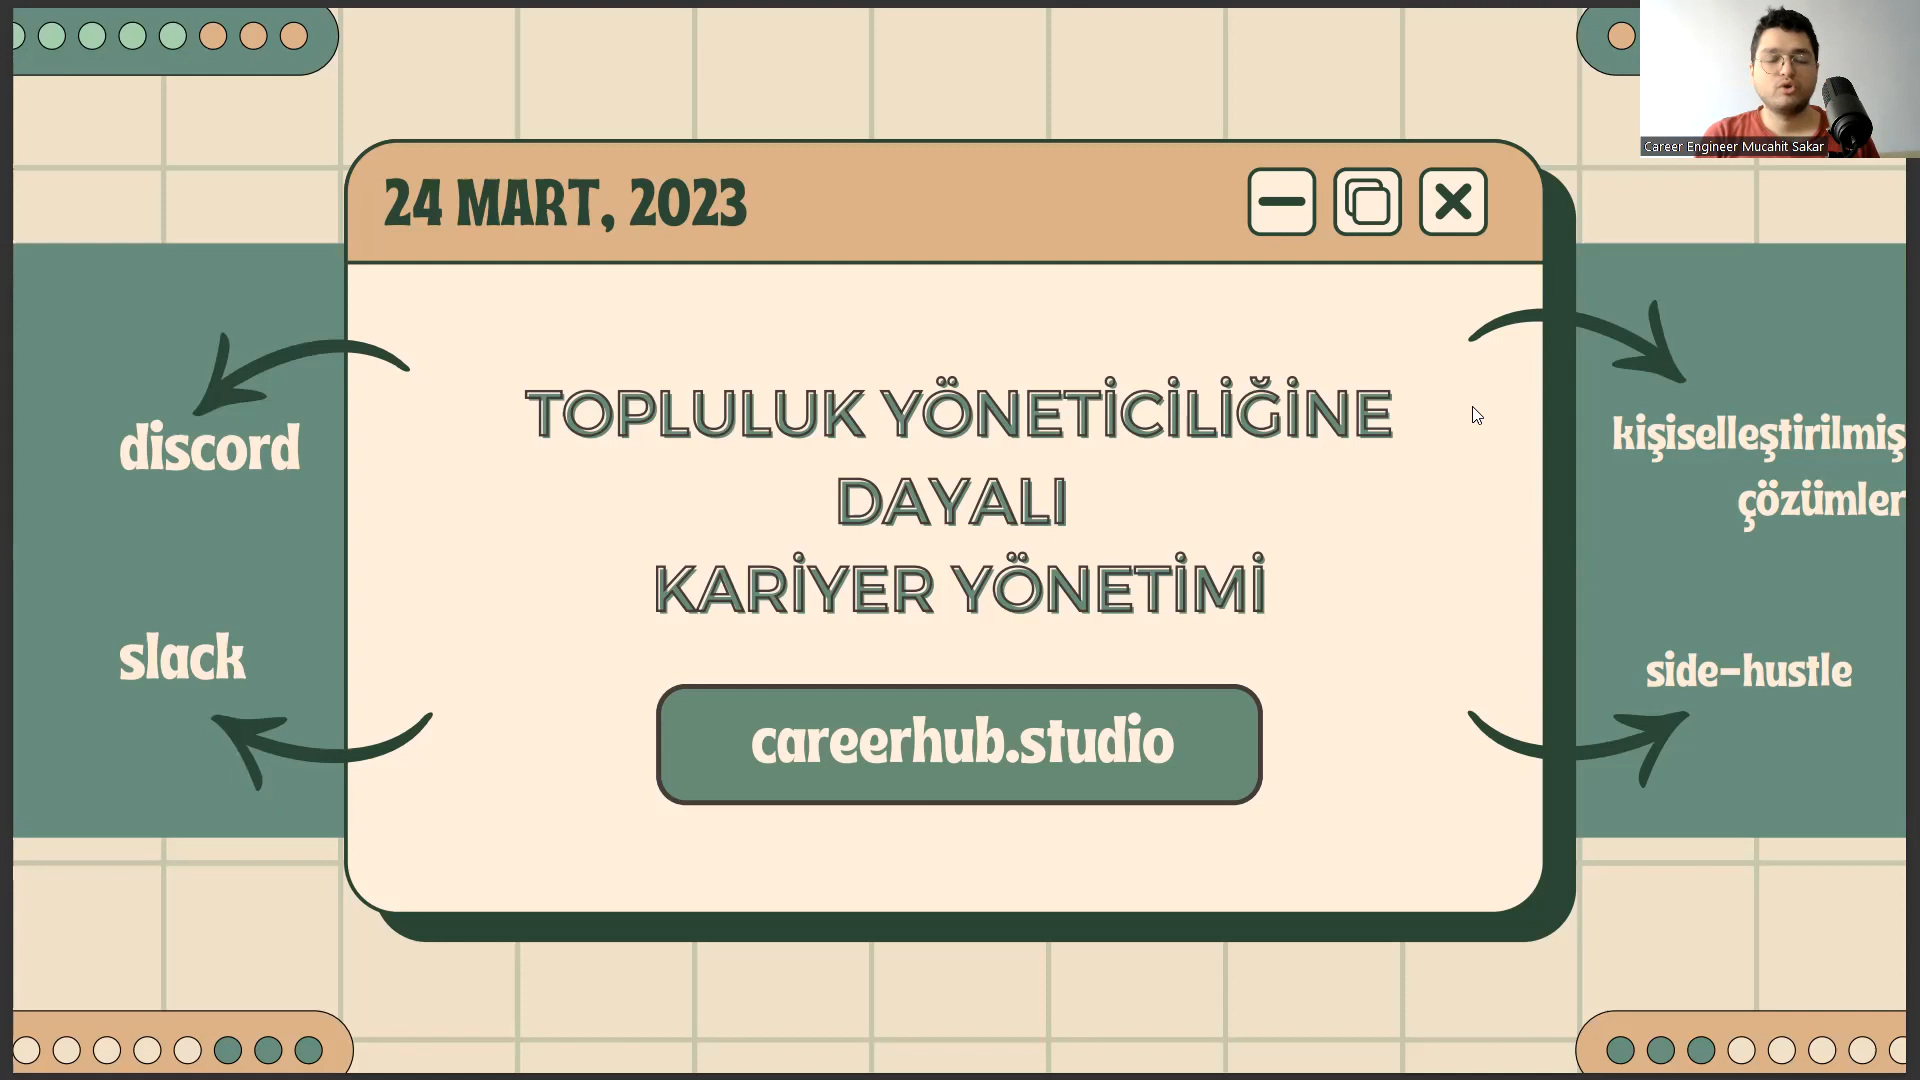 Career Engineer Mucahit Sakar
24 MART, 2023
discord
slack
TOPLULUK YÖNETİCİLİĞİNE
DAYALI
KARİYER YÖNETİMİ
careerhub.studio
kişiselleştirilmiş
çözümler
side-hustle